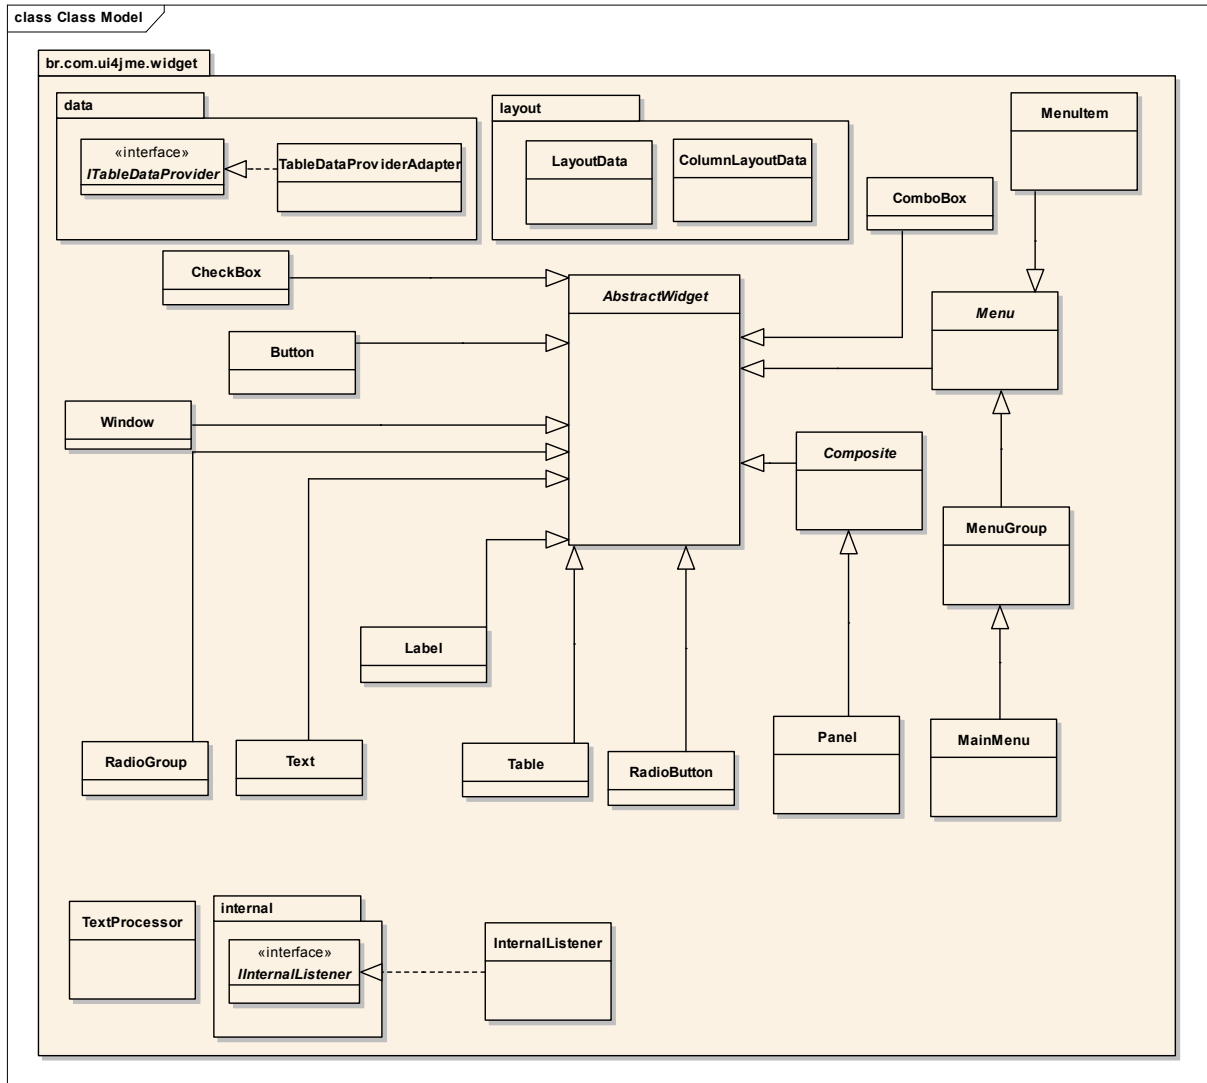 class Class Model
br.com.ui4jme.widget
data
layout
MenuItem
«interface»
ITableDataProvider
TableDataProviderAdapter
LayoutData
ColumnLayoutData
ComboBox
CheckBox
AbstractWidget
Menu
Button
Window
Composite
MenuGroup
Label
RadioGroup
Text
Table
RadioButton
Panel
MainMenu
TextProcessor
internal
«interface»
IInternalListener
InternalListener